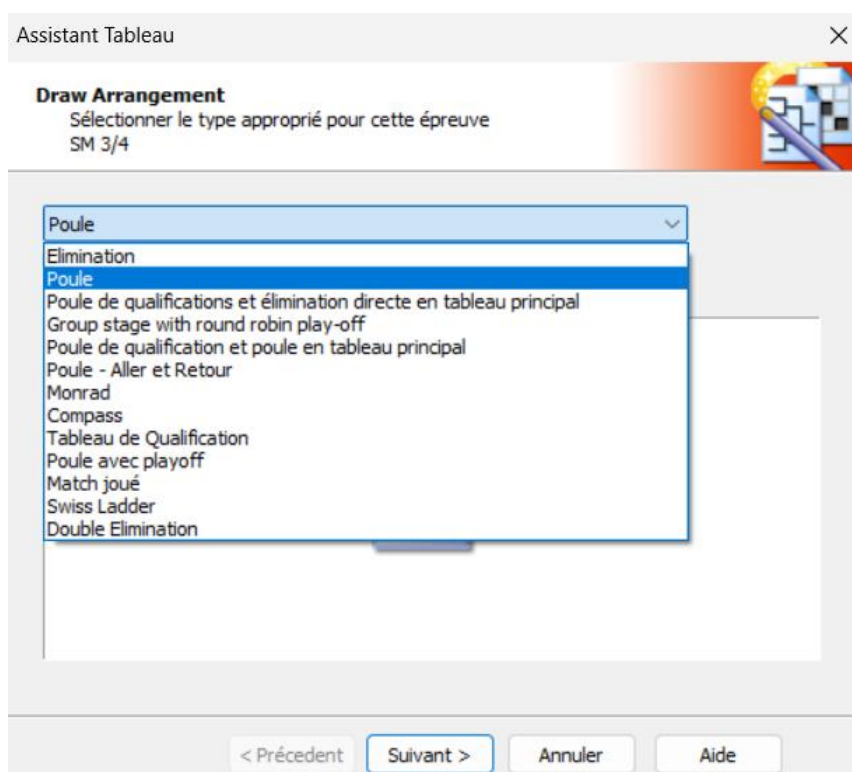 Assistant Tableau
Draw Arrangement
Sélectionner le type approprié pour cette épreuve
SM 3/4
Poule
Elimination
Poule
Poule de qualifications et élimination directe en tableau principal
Group stage with round robin play-off
Poule de qualification et poule en tableau principal
Poule - Aller et Retour
Monrad
Compass
Tableau de Qualification
Poule avec playoff
Match joué
Swiss Ladder
Double Elimination
< Précedent Suivant > Annuler Aide